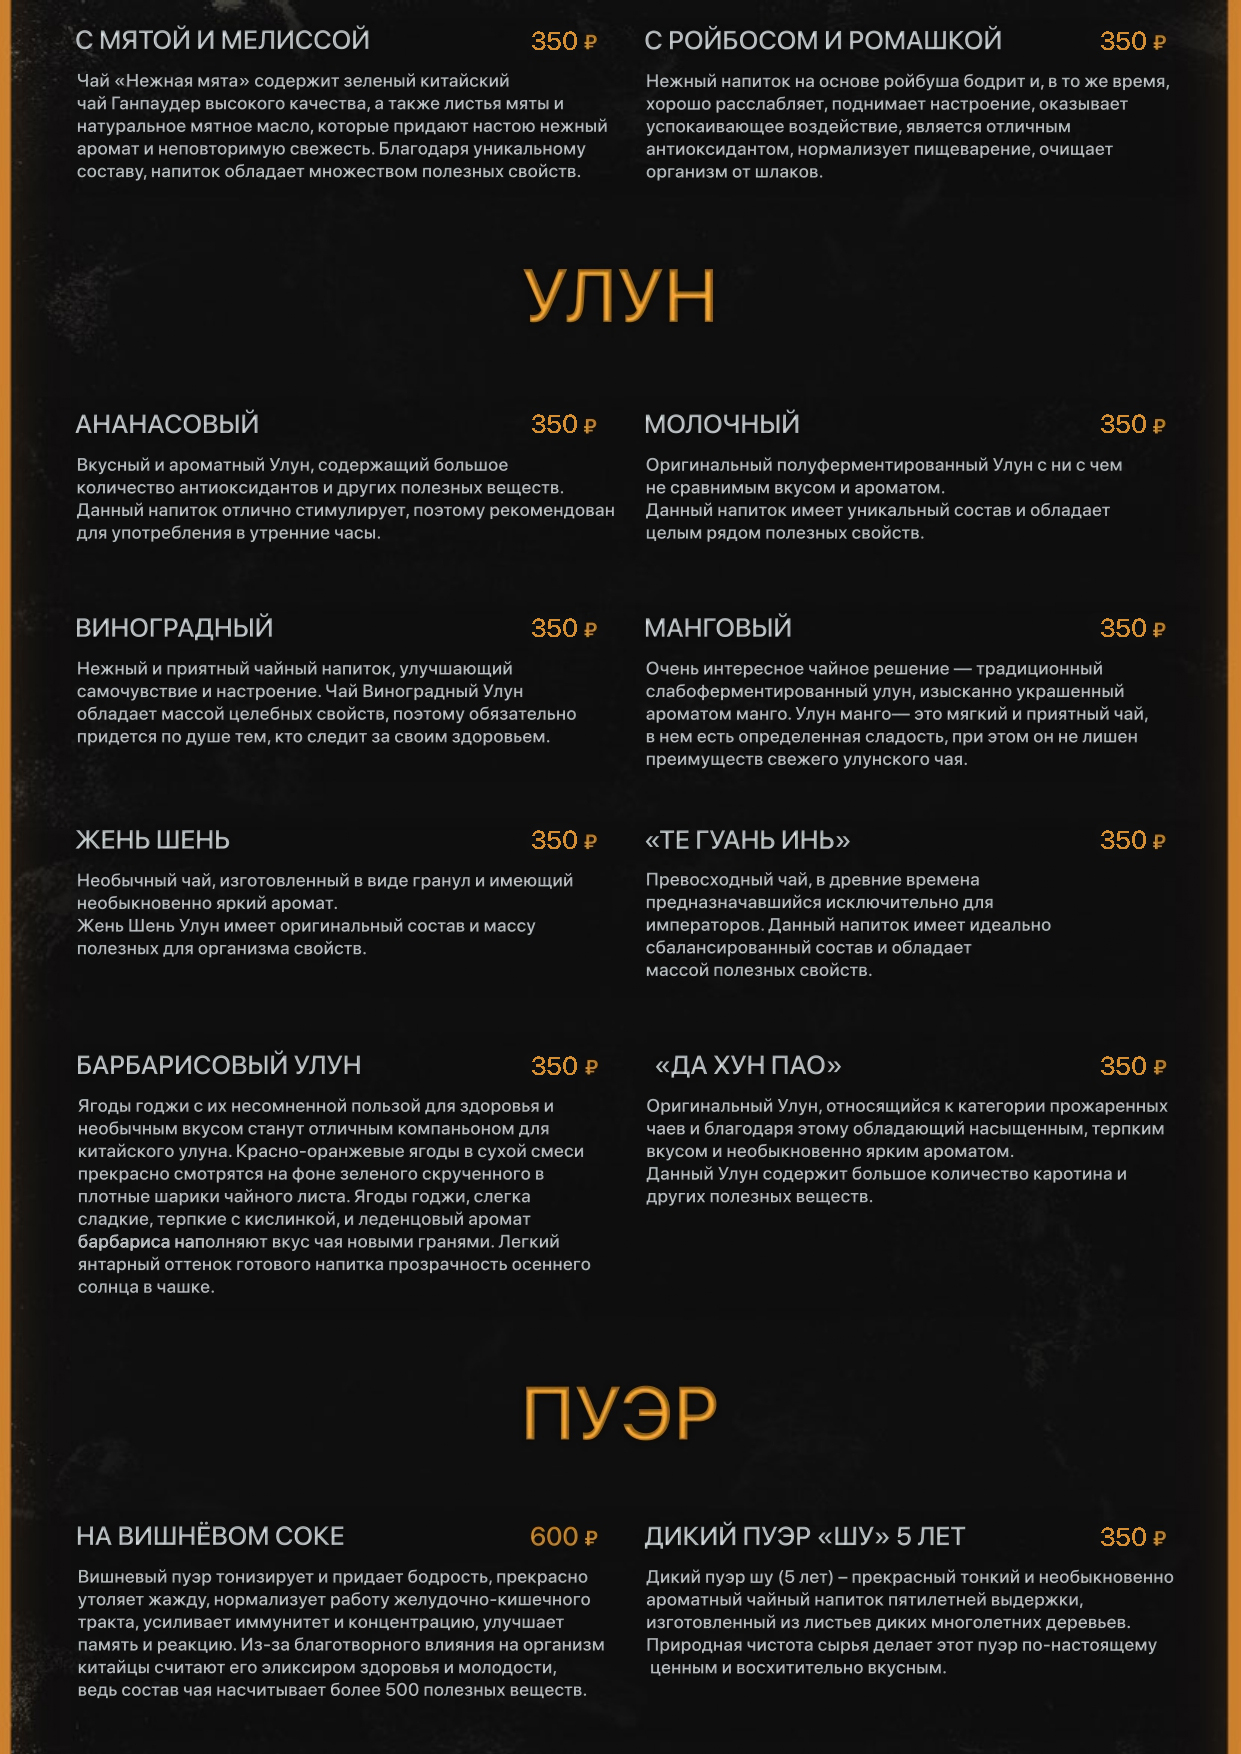 С МЯТОЙ И МЕЛИССОЙ 350 ₽
Чай «Нежная мята» содержит зеленый китайский
чай Ганпаудер высокого качества, а также листья мяты и
натуральное мятное масло, которые придают настою нежный
аромат и неповторимую свежесть. Благодаря уникальному
составу, напиток обладает множеством полезных свойств.
С РОЙБОСОМ И РОМАШКОЙ 350 ₽
Нежный напиток на основе ройбуша бодрит и, в то же время,
хорошо расслабляет, поднимает настроение, оказывает
успокаивающее воздействие, является отличным
антиоксидантом, нормализует пищеварение, очищает
организм от шлаков.
УЛУН
АНАНАСОВЫЙ 350 ₽
Вкусный и ароматный Улун, содержащий большое
количество антиоксидантов и других полезных веществ.
Данный напиток отлично стимулирует, поэтому рекомендован
для употребления в утренние часы.
МОЛОЧНЫЙ 350 ₽
Оригинальный полуферментированный Улун с ни с чем
не сравнимым вкусом и ароматом.
Данный напиток имеет уникальный состав и обладает
целым рядом полезных свойств.
ВИНОГРАДНЫЙ 350 ₽
Нежный и приятный чайный напиток, улучшающий
самочувствие и настроение. Чай Виноградный Улун
обладает массой целебных свойств, поэтому обязательно
придется по душе тем, кто следит за своим здоровьем.
МАНГОВЫЙ 350 ₽
Очень интересное чайное решение — традиционный
слабоферментированный улун, изысканно украшенный
ароматом манго. Улун манго— это мягкий и приятный чай,
в нем есть определенная сладость, при этом он не лишен
преимуществ свежего улунского чая.
ЖЕНЬ ШЕНЬ 350 ₽
Необычный чай, изготовленный в виде гранул и имеющий
необыкновенно яркий аромат.
Жень Шень Улун имеет оригинальный состав и массу
полезных для организма свойств.
«ТЕ ГУАНЬ ИНЬ» 350 ₽
Превосходный чай, в древние времена
предназначавшийся исключительно для
императоров. Данный напиток имеет идеально
сбалансированный состав и обладает
массой полезных свойств.
БАРБАРИСОВЫЙ УЛУН 350 ₽
Ягоды годжи с их несомненной пользой для здоровья и
необычным вкусом станут отличным компаньоном для
китайского улуна. Красно-оранжевые ягоды в сухой смеси
прекрасно смотрятся на фоне зеленого скрученного в
плотные шарики чайного листа. Ягоды годжи, слегка
сладкие, терпкие с кислинкой, и леденцовый аромат
барбариса наполняют вкус чая новыми гранями. Легкий
янтарный оттенок готового напитка прозрачность осеннего
солнца в чашке.
«ДА ХУН ПАО» 350 ₽
Оригинальный Улун, относящийся к категории прожаренных
чаев и благодаря этому обладающий насыщенным, терпким
вкусом и необыкновенно ярким ароматом.
Данный Улун содержит большое количество каротина и
других полезных веществ.
ПУЭР
НА ВИШНЁВОМ СОКЕ 600 ₽
Вишневый пуэр тонизирует и придает бодрость, прекрасно
утоляет жажду, нормализует работу желудочно-кишечного
тракта, усиливает иммунитет и концентрацию, улучшает
память и реакцию. Из-за благотворного влияния на организм
китайцы считают его эликсиром здоровья и молодости,
ведь состав чая насчитывает более 500 полезных веществ.
ДИКИЙ ПУЭР «ШУ» 5 ЛЕТ 350 ₽
Дикий пуэр шу (5 лет) – прекрасный тонкий и необыкновенно
ароматный чайный напиток пятилетней выдержки,
изготовленный из листьев диких многолетних деревьев.
Природная чистота сырья делает этот пуэр по-настоящему
ценным и восхитительно вкусным.